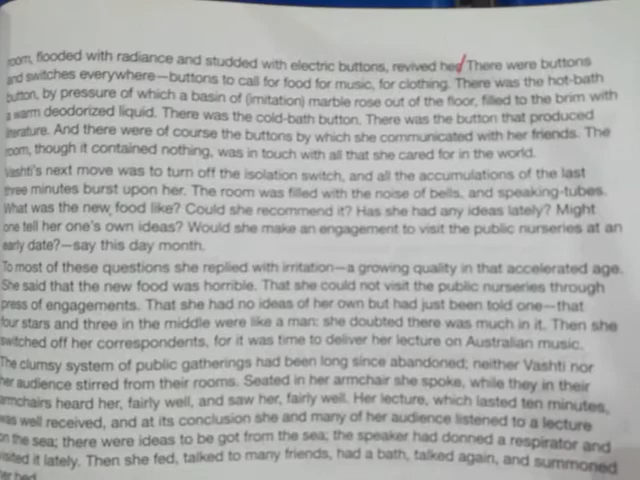 room, flooded with radiance and studded with electric buttons, revived her/ There were buttons
and switches everywhere—buttons to call for food for music, for clothing. There was the hot-bath
button, by pressure of which a basin of (imitation) marble rose out of the floor, filled to the brim with
a warm deodorized liquid. There was the cold-bath button. There was the button that produced
literature. And there were of course the buttons by which she communicated with her friends. The
room, though it contained nothing, was in touch with all that she cared for in the world.
Vashti's next move was to turn off the isolation switch, and all the accumulations of the last
three minutes burst upon her. The room was filled with the noise of bells, and speaking-tubes.
What was the new food like? Could she recommend it? Has she had any ideas lately? Might
one tell her one's own ideas? Would she make an engagement to visit the public nurseries at an
early date?—say this day month.
To most of these questions she replied with irritation—a growing quality in that accelerated age.
She said that the new food was horrible. That she could not visit the public nurseries through
press of engagements. That she had no ideas of her own but had just been told one—that
four stars and three in the middle were like a man: she doubted there was much in it. Then she
switched off her correspondents, for it was time to deliver her lecture on Australian music.
The clumsy system of public gatherings had been long since abandoned; neither Vashti nor
her audience stirred from their rooms. Seated in her armchair she spoke, while they in their
armchairs heard her, fairly well, and saw her, fairly well. Her lecture, which lasted ten minutes,
was well received, and at its conclusion she and many of her audience listened to a lecture
on the sea; there were ideas to be got from the sea; the speaker had donned a respirator and
visited it lately. Then she fed, talked to many friends, had a bath, talked again, and summoned
her bed